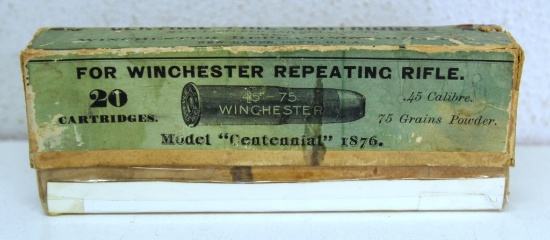 FOR WINCHESTER REPEATING RIFLE.
20
CARTRIDGES.
.45 75
WINCHESTER
.45 Calibre.
75 Grains Powder.
Model "Centennial" 1876.